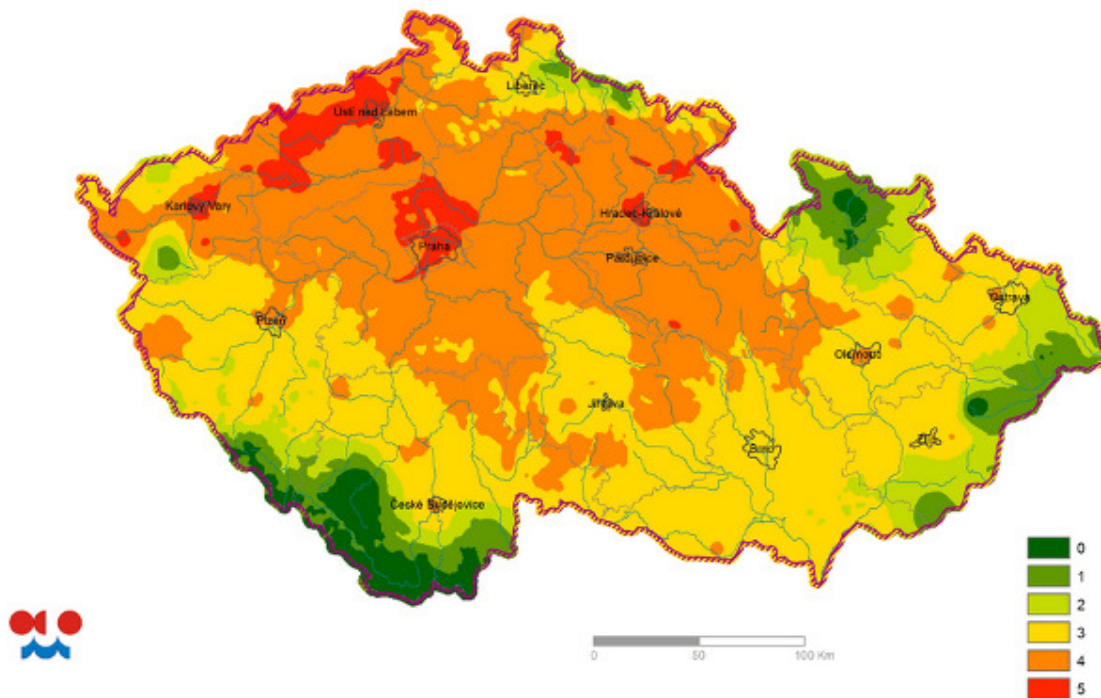 Liberec
Ústí nad Labem
Karlovy Vary
Hradec Králové
Praha
Pardubice
Ostrava
Plzeň
Olomouc
Jihlava
Zlín
Brno
České Budějovice
0
1
2
3
4
5
0 50 100 Km